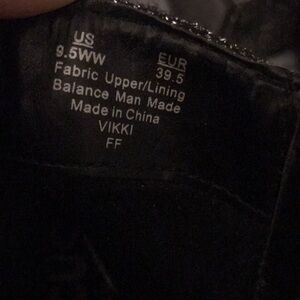 US EUR
9.5WW 39.5
Fabric Upper/Lining
Balance Man Made
Made in China
VIKKI
FF